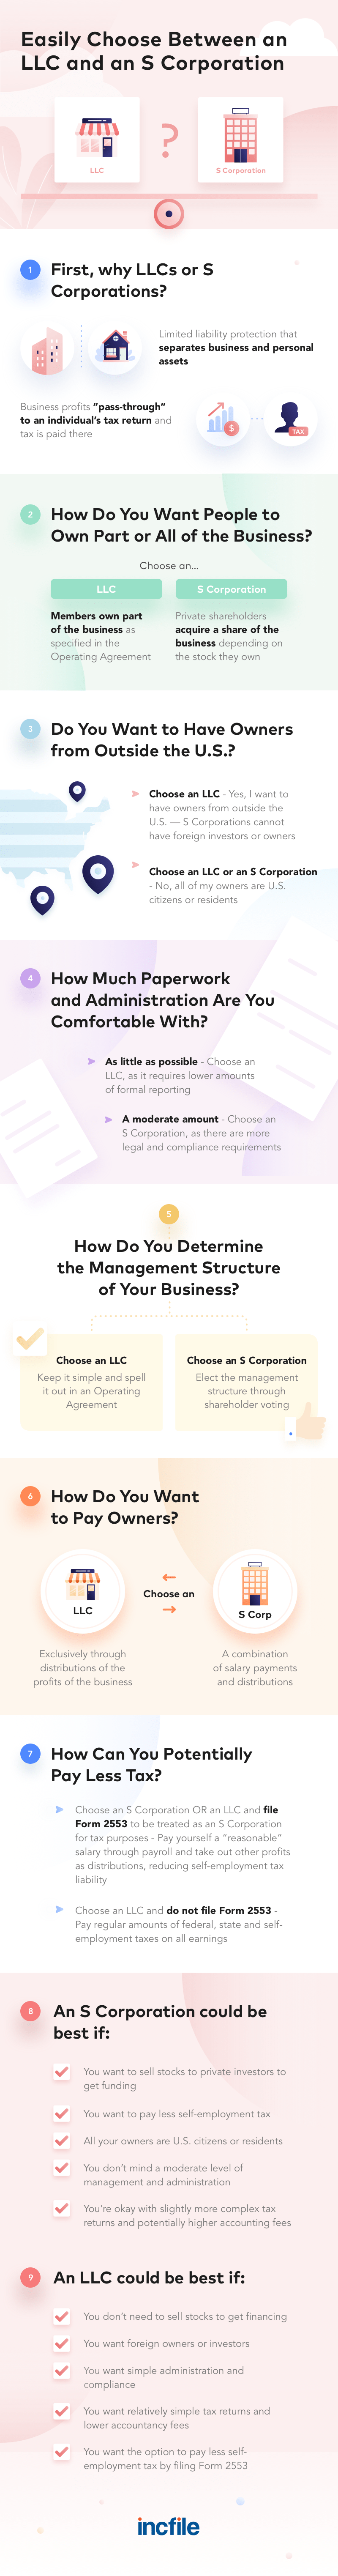 Easily Choose Between an
LLC and an S Corporation
LLC
?
S Corporation
1
First, why LLCs or S
Corporations?
Limited liability protection that
separates business and personal
assets
Business profits “pass-through”
to an individual’s tax return and
tax is paid there
$
TAX
2
How Do You Want People to
Own Part or All of the Business?
Choose an...
LLC
S Corporation
Members own part
of the business as
specified in the
Operating Agreement
Private shareholders
acquire a share of the
business depending on
the stock they own
3
Do You Want to Have Owners
from Outside the U.S.?
Choose an LLC - Yes, I want to
have owners from outside the
U.S. — S Corporations cannot
have foreign investors or owners
Choose an LLC or an S Corporation
- No, all of my owners are U.S.
citizens or residents
4
How Much Paperwork
and Administration Are You
Comfortable With?
As little as possible - Choose an
LLC, as it requires lower amounts
of formal reporting
A moderate amount - Choose an
S Corporation, as there are more
legal and compliance requirements
5
How Do You Determine
the Management Structure
of Your Business?
Choose an LLC
Keep it simple and spell
it out in an Operating
Agreement
Choose an S Corporation
Elect the management
structure through
shareholder voting
6
How Do You Want
to Pay Owners?
LLC
Choose an
S Corp
Exclusively through
distributions of the
profits of the business
A combination
of salary payments
and distributions
7
How Can You Potentially
Pay Less Tax?
Choose an S Corporation OR an LLC and file
Form 2553 to be treated as an S Corporation
for tax purposes - Pay yourself a “reasonable”
salary through payroll and take out other profits
as distributions, reducing self-employment tax
liability
Choose an LLC and do not file Form 2553 -
Pay regular amounts of federal, state and self-
employment taxes on all earnings
8
An S Corporation could be
best if:
You want to sell stocks to private investors to
get funding
You want to pay less self-employment tax
All your owners are U.S. citizens or residents
You don’t mind a moderate level of
management and administration
You’re okay with slightly more complex tax
returns and potentially higher accounting fees
9
An LLC could be best if:
You don’t need to sell stocks to get financing
You want foreign owners or investors
You want simple administration and
compliance
You want relatively simple tax returns and
lower accountancy fees
You want the option to pay less self-
employment tax by filing Form 2553
incfile